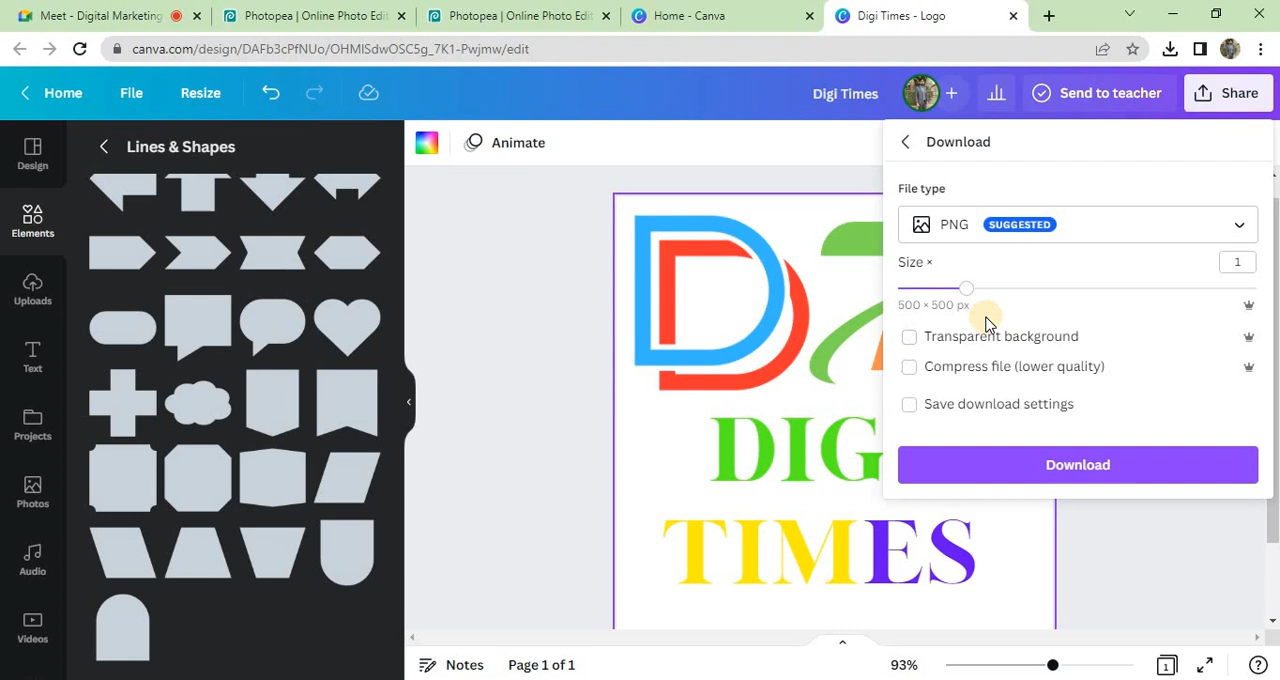 Meet - Digital Marketing
Photopea | Online Photo Edit
Photopea | Online Photo Edit
Home - Canva
Digi Times - Logo
canva.com/design/DAFb3cPfNUo/OHMISdwOSC5g_7K1-Pwjmw/edit
Home
File
Resize
Digi Times
Send to teacher
Share
Design
Elements
Uploads
Text
Projects
Photos
Audio
Videos
Lines & Shapes
Animate
DIG
TIMES
Download
File type
PNG SUGGESTED
Size × 1
500 × 500 px
Transparent background
Compress file (lower quality)
Save download settings
Download
Notes
Page 1 of 1
93%
1